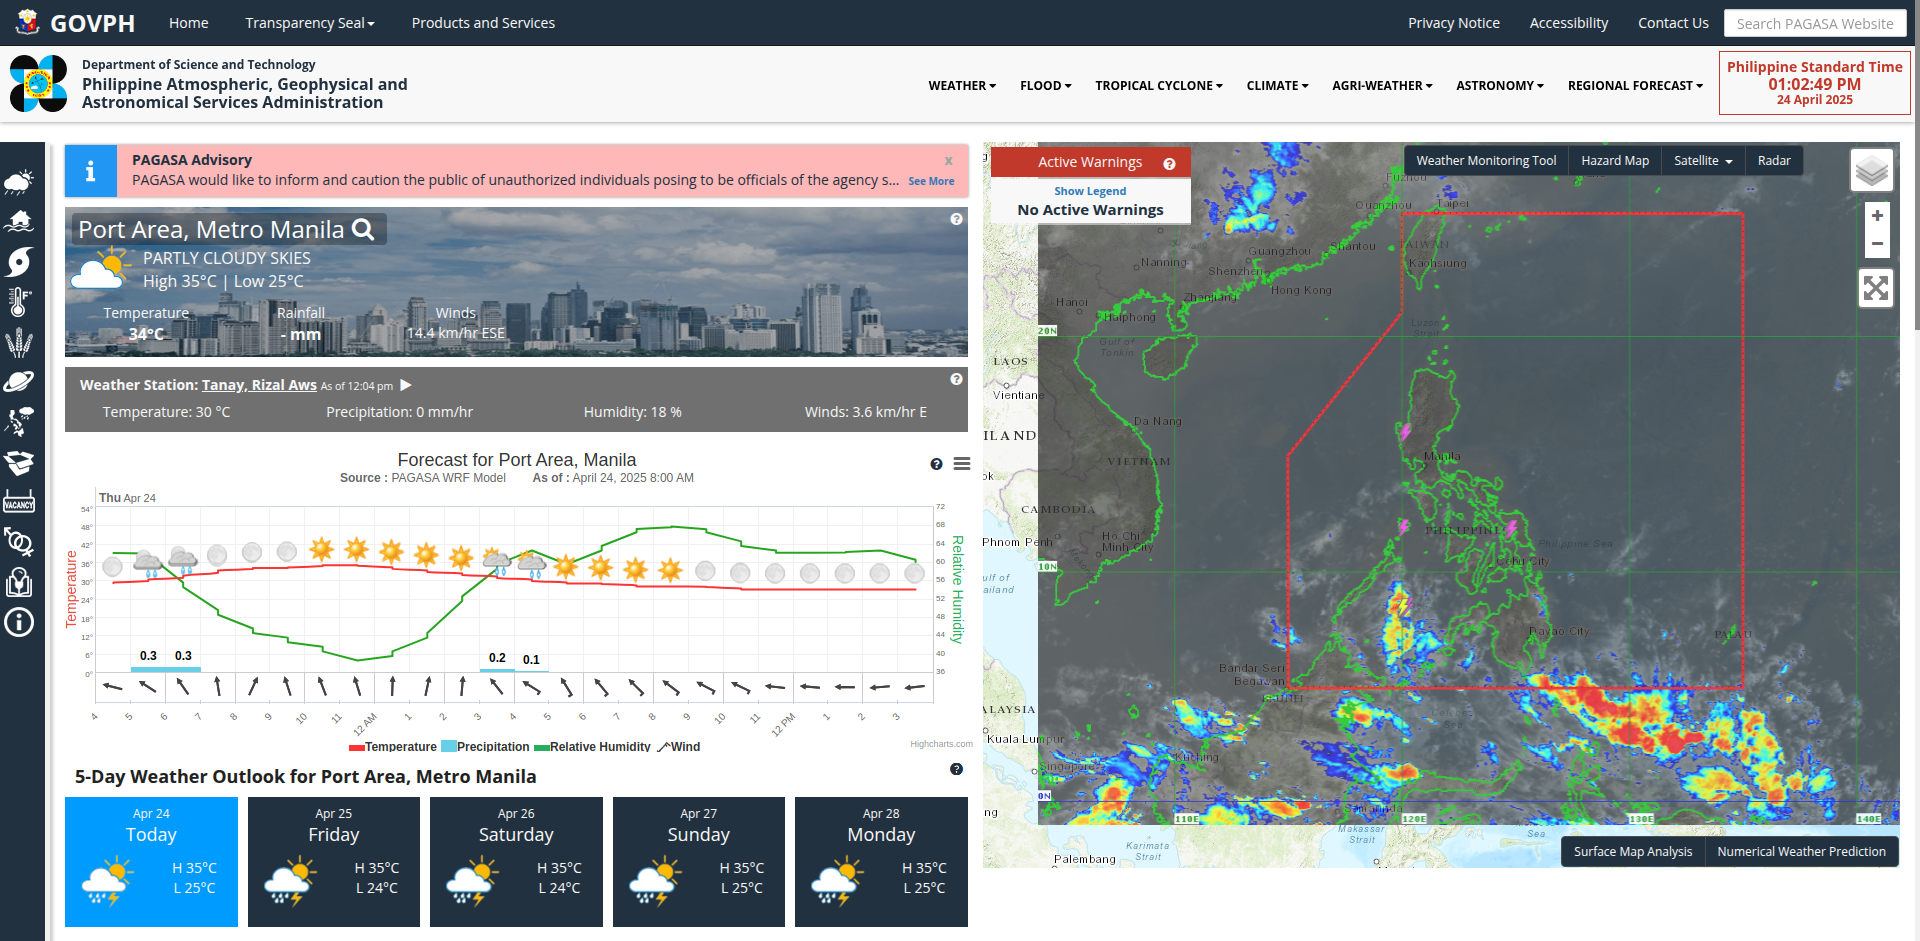 GOVPH
Home
Transparency Seal
Products and Services
Privacy Notice
Accessibility
Contact Us
Search PAGASA Website
Department of Science and Technology
Philippine Atmospheric, Geophysical and
Astronomical Services Administration
WEATHER
FLOOD
TROPICAL CYCLONE
CLIMATE
AGRI-WEATHER
ASTRONOMY
REGIONAL FORECAST
Philippine Standard Time
01:02:49 PM
24 April 2025
VACANCY
PAGASA Advisory
x
PAGASA would like to inform and caution the public of unauthorized individuals posing to be officials of the agency s... See More
Port Area, Metro Manila
PARTLY CLOUDY SKIES
High 35°C | Low 25°C
Temperature
34°C
Rainfall
- mm
Winds
14.4 km/hr ESE
Weather Station: Tanay, Rizal Aws As of 12:04 pm
Temperature: 30 °C
Precipitation: 0 mm/hr
Humidity: 18 %
Winds: 3.6 km/hr E
Forecast for Port Area, Manila
Source : PAGASA WRF Model As of : April 24, 2025 8:00 AM
Thu Apr 24
54° 48° 42° 36° 30° 24° 18° 12° 6° 0°
Temperature
72 68 64 60 56 52 48 44 40 36
Relative Humidity
0.3 0.3 0.2 0.1
4 5 6 7 8 9 10 11 12 AM 1 2 3 4 5 6 7 8 9 10 11 12 PM 1 2 3
Temperature Precipitation Relative Humidity Wind
Highcharts.com
5-Day Weather Outlook for Port Area, Metro Manila
Apr 24
Today
H 35°C
L 25°C
Apr 25
Friday
H 35°C
L 24°C
Apr 26
Saturday
H 35°C
L 24°C
Apr 27
Sunday
H 35°C
L 25°C
Apr 28
Monday
H 35°C
L 25°C
Active Warnings
Show Legend
No Active Warnings
Weather Monitoring Tool
Hazard Map
Satellite
Radar
+
−
Fuzhou
Quanzhou
Taipei
TAIWAN
Kaohsiung
Guangzhou
Shantou
Nanning
Shenzhen
Hong Kong
Hanoi
Zhanjiang
Haiphong
Luzon
Strait
20N
Gulf of
Tonkin
LAOS
Vientiane
Da Nang
ILAND
VIETNAM
Manila
ok
CAMBODIA
PHILIPPINES
Phnom Penh
Ho Chi
Minh City
Philippine Sea
Cebu City
10N
ulf of
ailand
Davao City
PALAU
Bandar Seri
Begawan
BRUNEI
ALAYSIA
Kuala Lumpur
Kuching
Singapore
0N
Samarinda
ng
110E
120E
130E
140E
Makassar
Strait
Sea
Karimata
Strait
Palembang
Surface Map Analysis
Numerical Weather Prediction